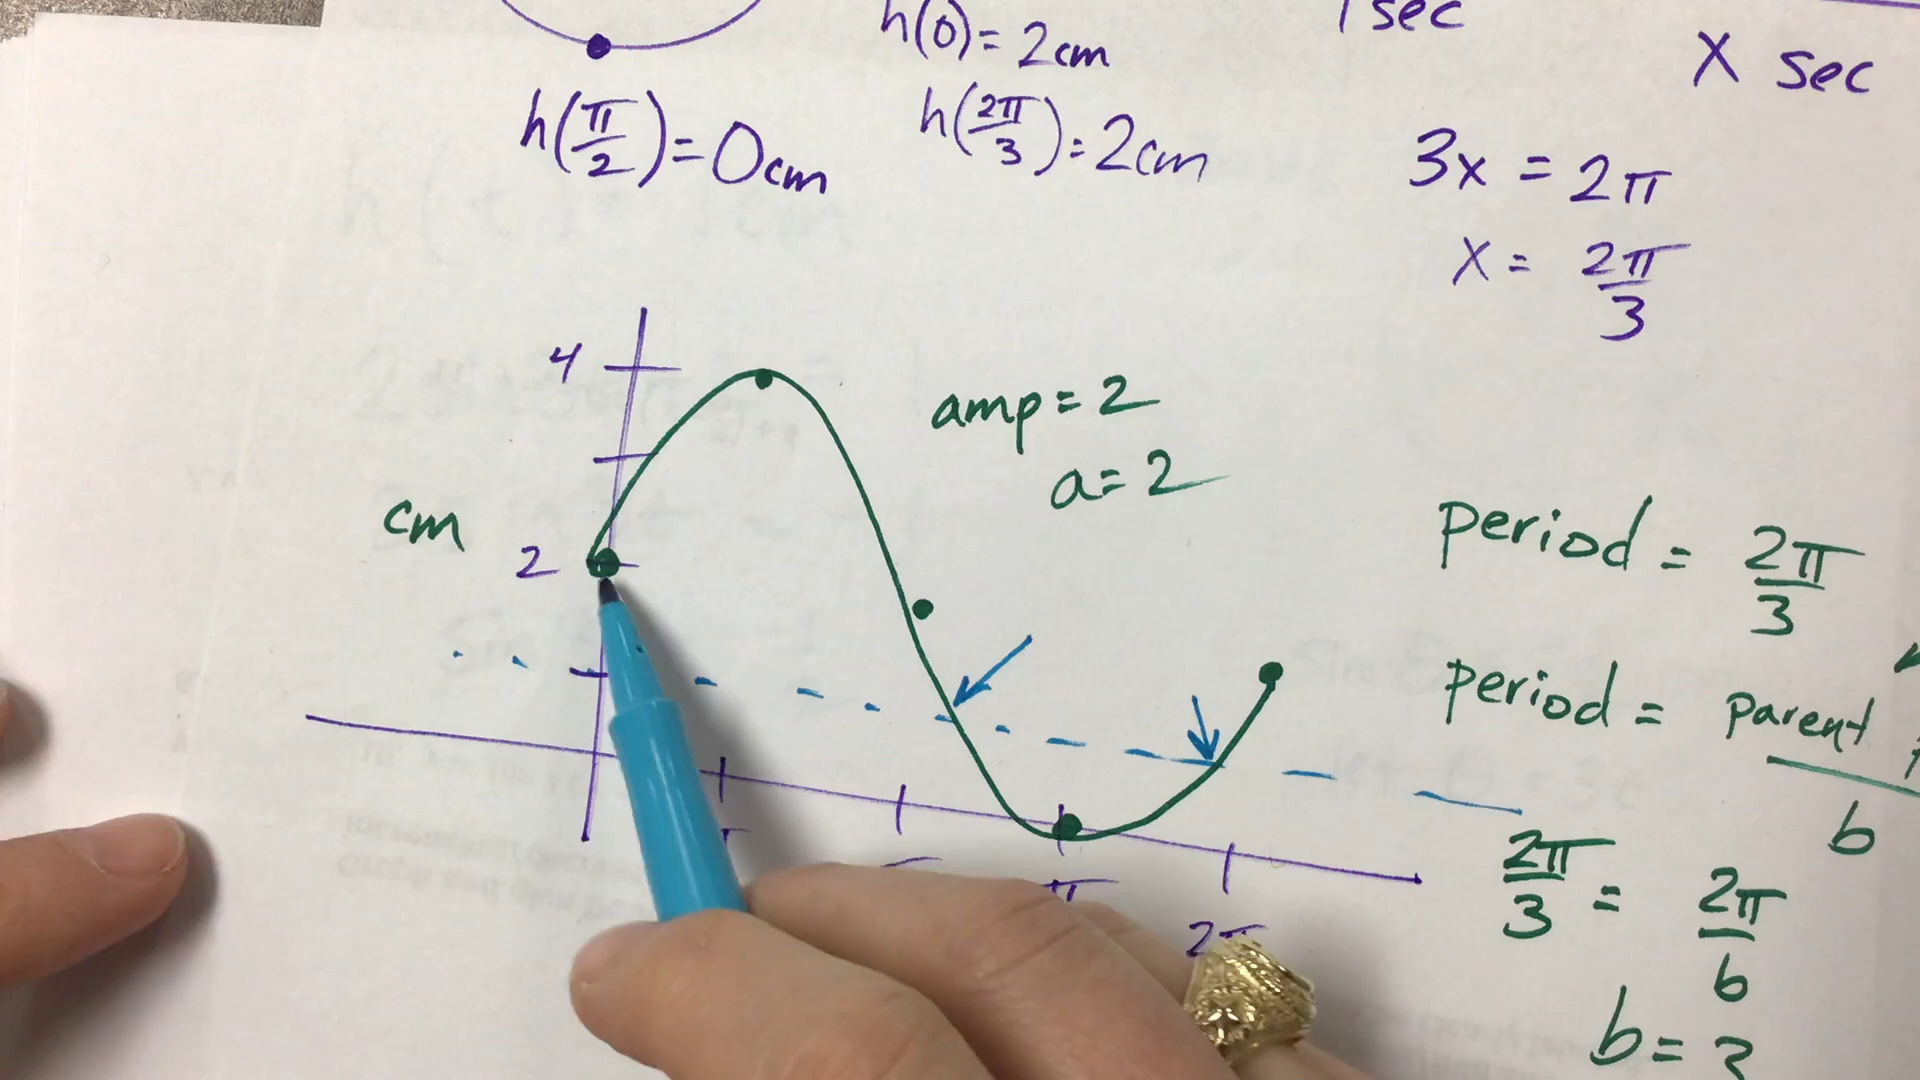 h(0) = 2cm
1 sec
X sec
h(π/2) = 0cm
h(2π/3) = 2cm
3x = 2π
x = 2π/3
4
amp = 2
a = 2
cm
2
period = 2π/3
period = parent
b
2π/3 = 2π/b
π
2π
b = 3